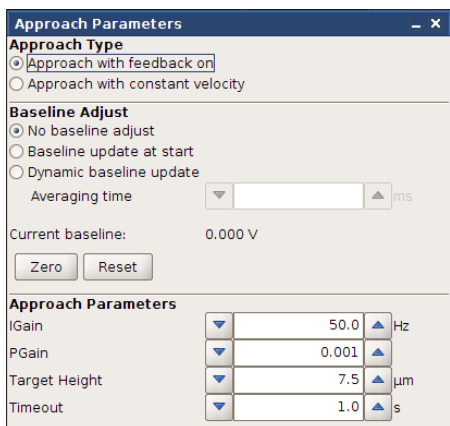 Approach Parameters
Approach Type
Approach with feedback on
Approach with constant velocity
Baseline Adjust
No baseline adjust
Baseline update at start
Dynamic baseline update
Averaging time ms
Current baseline: 0.000 V
Zero Reset
Approach Parameters
IGain 50.0 Hz
PGain 0.001
Target Height 7.5 µm
Timeout 1.0 s